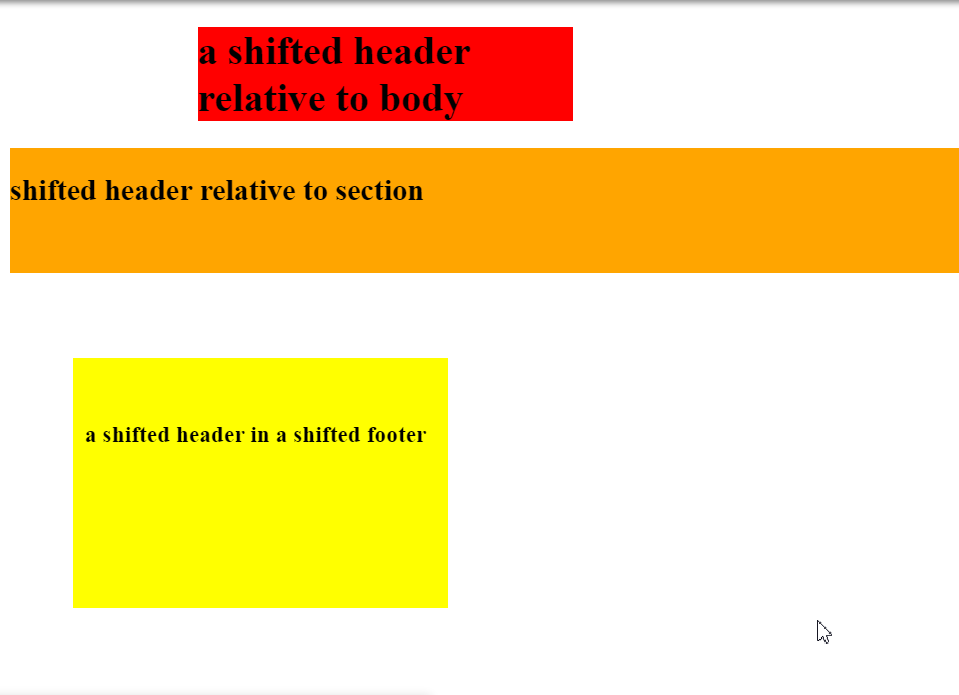 a shifted header
relative to body
shifted header relative to section
a shifted header in a shifted footer